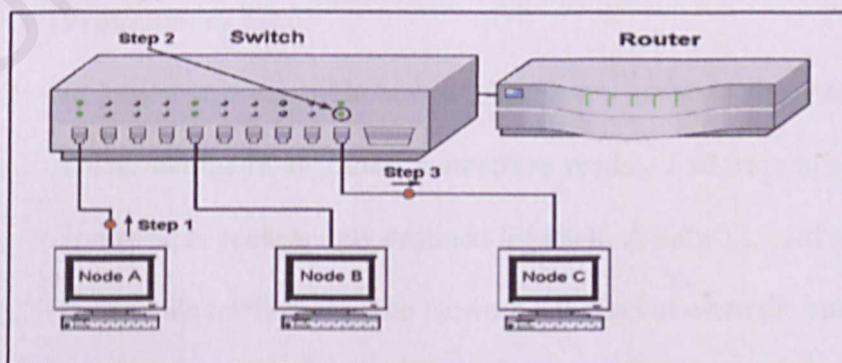 Step 2
Switch
Router
Step 3
Step 1
Node A
Node B
Node C